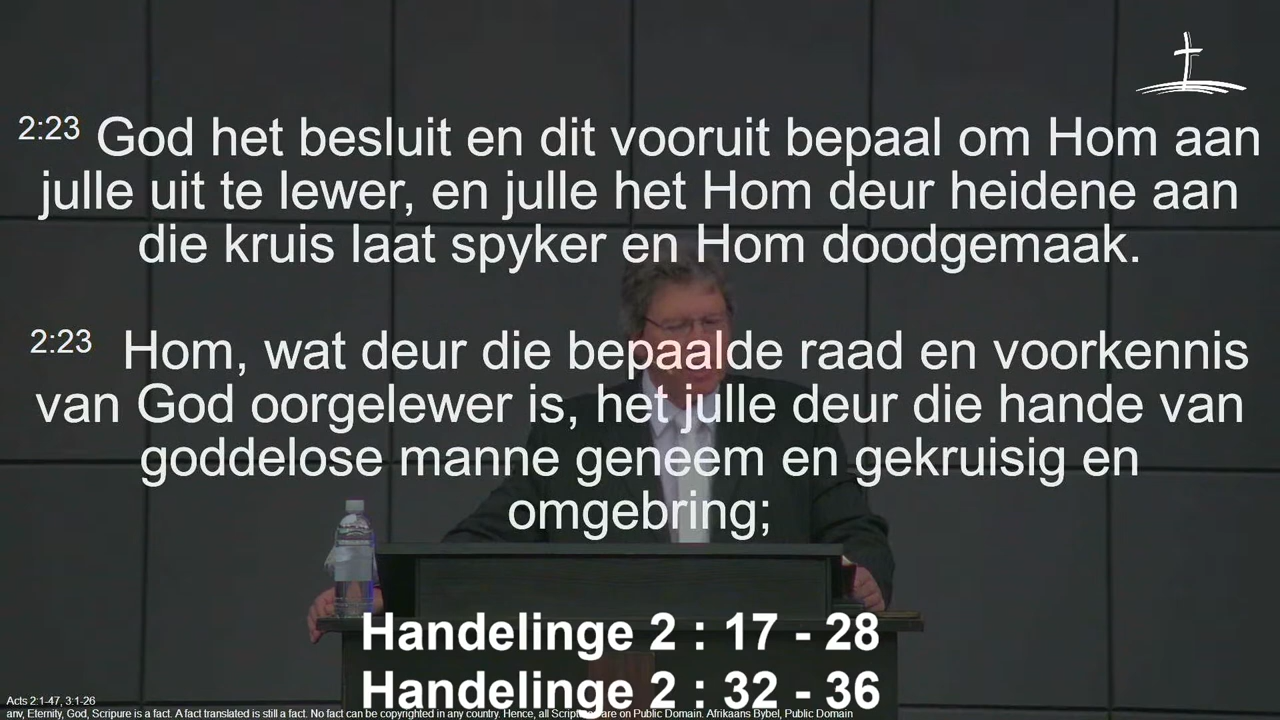 2:23 God het besluit en dit vooruit bepaal om Hom aan
julle uit te lewer, en julle het Hom deur heidene aan
die kruis laat spyker en Hom doodgemaak.
2:23 Hom, wat deur die bepaalde raad en voorkennis
van God oorgelewer is, het julle deur die hande van
goddelose manne geneem en gekruisig en
omgebring;
Handelinge 2 : 17 - 28
Handelinge 2 : 32 - 36
Acts 2:1-47, 3:1-26
any, Eternity, God, Scripure is a fact. A fact translated is still a fact. No fact can be copyrighted in any country. Hence, all Scriptures are on Public Domain. Afrikaans Bybel, Public Domain